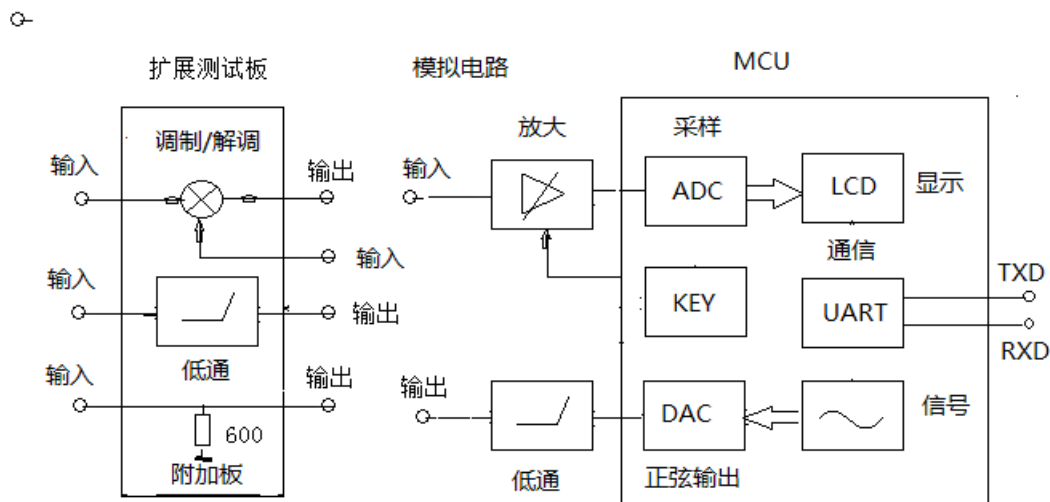 扩展测试板
模拟电路
MCU
调制/解调
放大
采样
输入
输出
输入
ADC
LCD
显示
输入
通信
TXD
输入
输出
KEY
UART
RXD
低通
输入
输出
输出
DAC
信号
600
附加板
低通
正弦输出